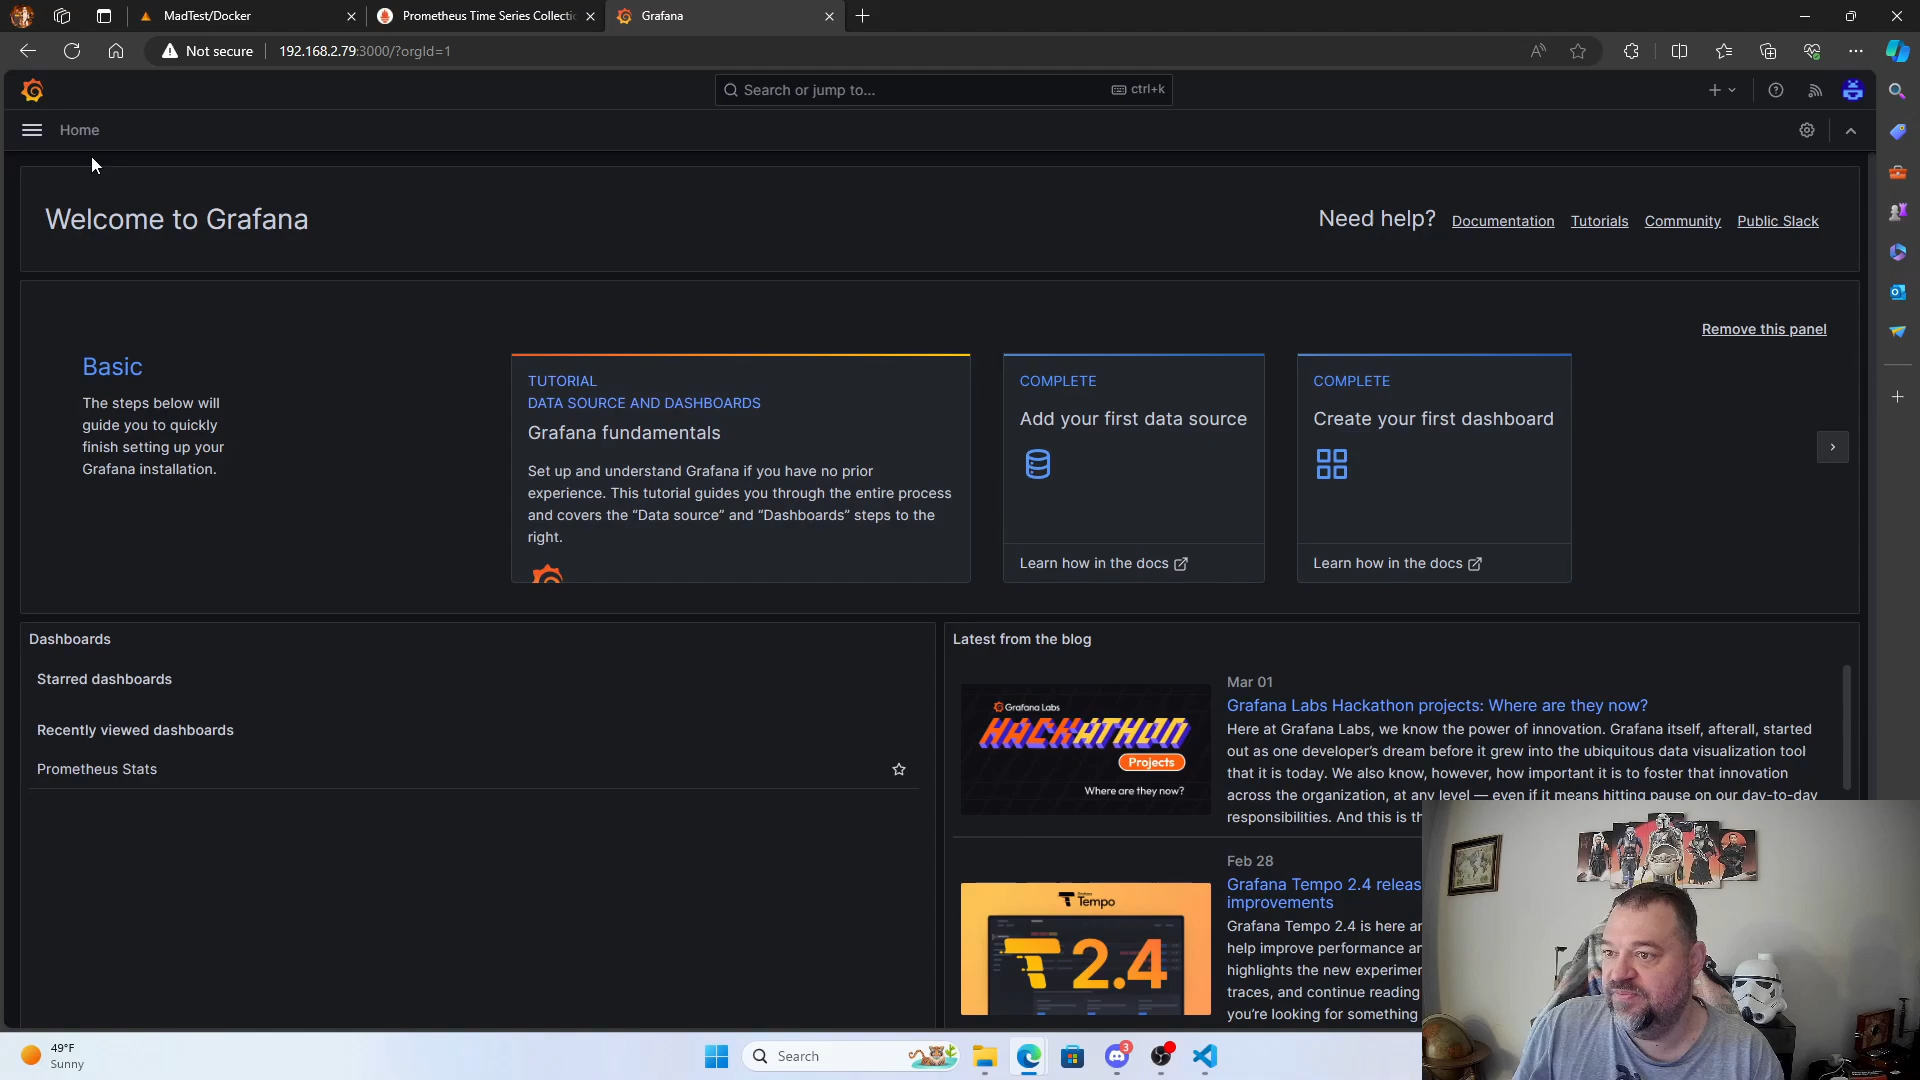 MadTest/Docker
Prometheus Time Series Collectic
Grafana
Not secure
192.168.2.79:3000/?orgId=1
Search or jump to...
ctrl+k
Home
Welcome to Grafana
Need help?
Documentation
Tutorials
Community
Public Slack
Remove this panel
Basic
The steps below will
guide you to quickly
finish setting up your
Grafana installation.
TUTORIAL
DATA SOURCE AND DASHBOARDS
Grafana fundamentals
Set up and understand Grafana if you have no prior
experience. This tutorial guides you through the entire process
and covers the “Data source” and “Dashboards” steps to the
right.
COMPLETE
Add your first data source
Learn how in the docs
COMPLETE
Create your first dashboard
Learn how in the docs
Dashboards
Starred dashboards
Recently viewed dashboards
Prometheus Stats
Latest from the blog
Grafana Labs
HACKATHON
Projects
Where are they now?
Mar 01
Grafana Labs Hackathon projects: Where are they now?
Here at Grafana Labs, we know the power of innovation. Grafana itself, afterall, started
out as one developer’s dream before it grew into the ubiquitous data visualization tool
that it is today. We also know, however, how important it is to foster that innovation
across the organization, at any level — even if it means hitting pause on our day-to-day
responsibilities. And this is th
Tempo
2.4
Feb 28
Grafana Tempo 2.4 releas
improvements
Grafana Tempo 2.4 is here an
help improve performance an
highlights the new experimen
traces, and continue reading
you’re looking for something
49°F
Sunny
Search
3